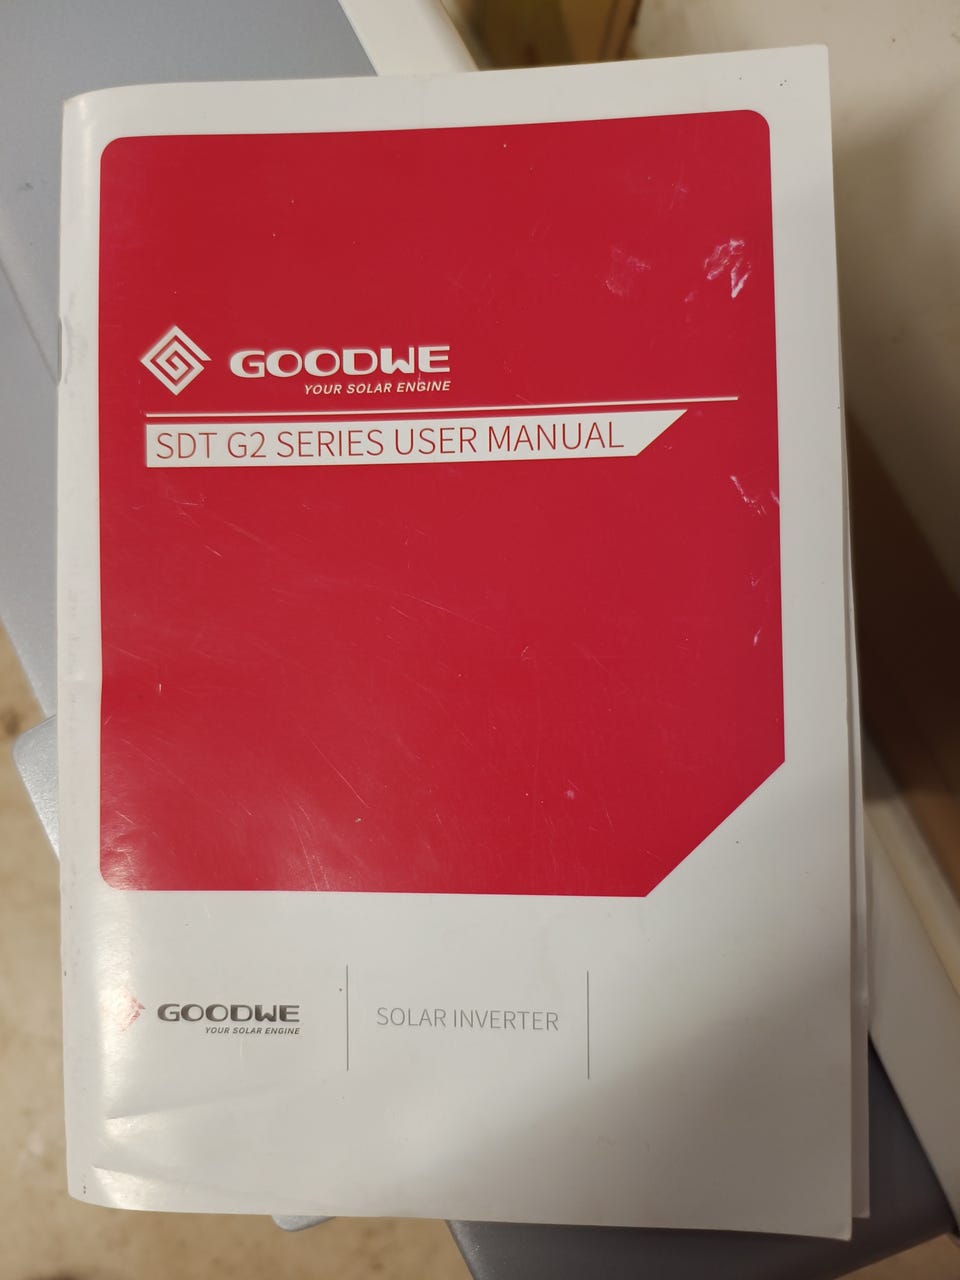 GOODWE
YOUR SOLAR ENGINE
SDT G2 SERIES USER MANUAL
GOODWE
YOUR SOLAR ENGINE
SOLAR INVERTER